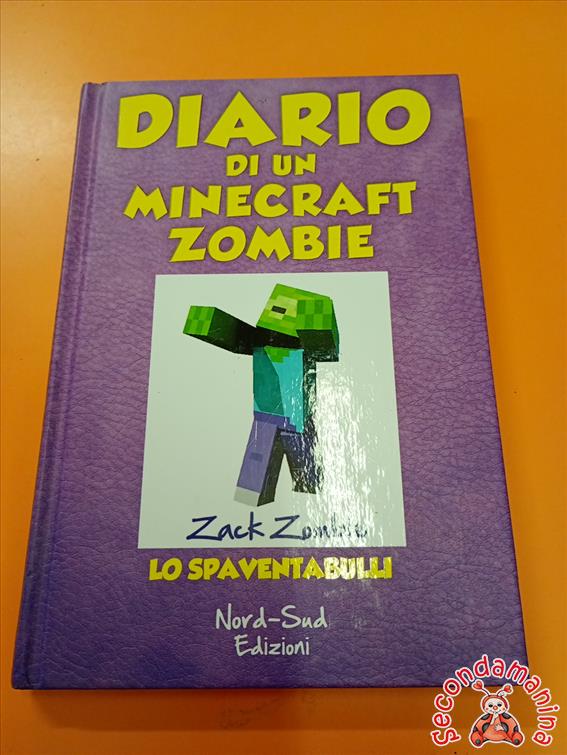 DIARIO
DI UN
MINECRAFT
ZOMBIE
Zack Zombie
LO SPAVENTABULLI
Nord-Sud
Edizioni
Secondamanina